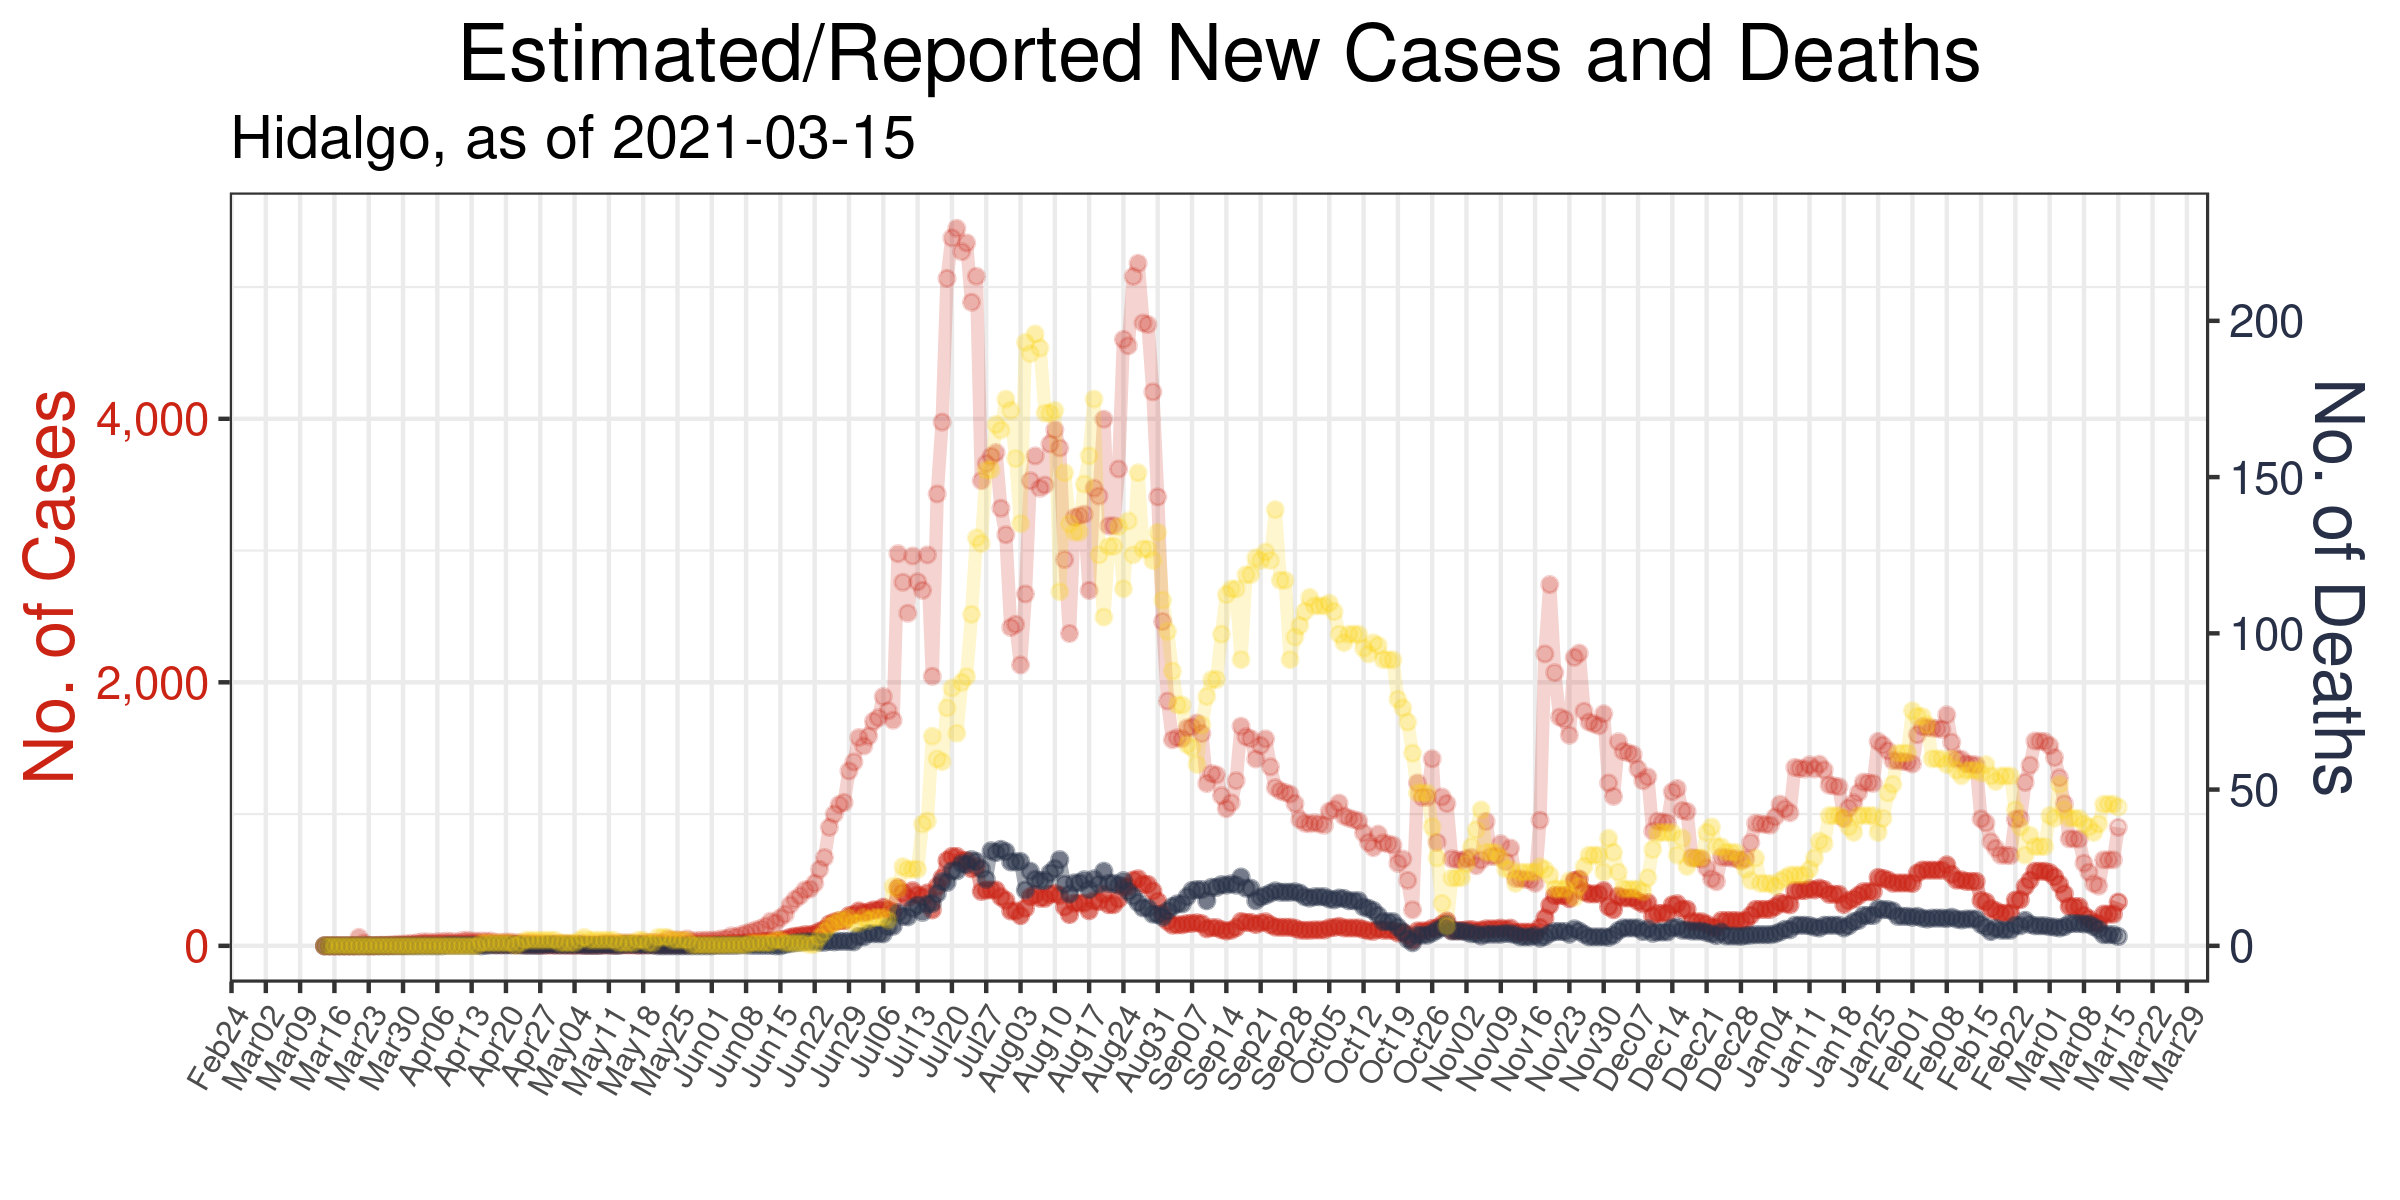 Estimated/Reported New Cases and Deaths
Hidalgo, as of 2021-03-15
No. of Cases
4,000
2,000
0
200
150
100
50
0
No. of Deaths
Feb24
Mar02
Mar09
Mar16
Mar23
Mar30
Apr06
Apr13
Apr20
Apr27
May04
May11
May18
May25
Jun01
Jun08
Jun15
Jun22
Jun29
Jul06
Jul13
Jul20
Jul27
Aug03
Aug10
Aug17
Aug24
Aug31
Sep07
Sep14
Sep21
Sep28
Oct05
Oct12
Oct19
Oct26
Nov02
Nov09
Nov16
Nov23
Nov30
Dec07
Dec14
Dec21
Dec28
Jan04
Jan11
Jan18
Jan25
Feb01
Feb08
Feb15
Feb22
Mar01
Mar08
Mar15
Mar22
Mar29